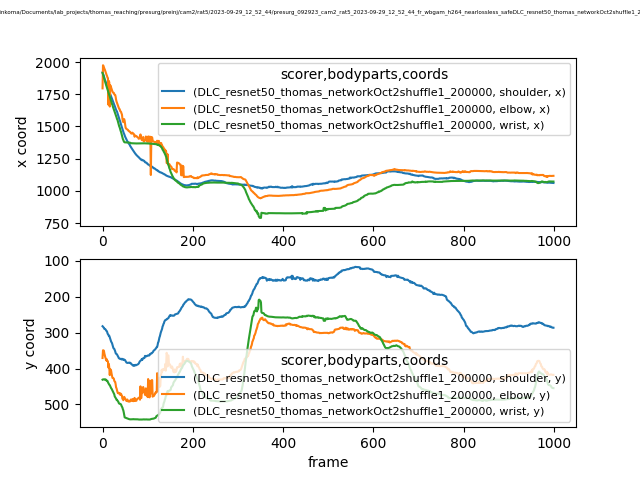 inkoma/Documents/lab_projects/thomas_reaching/presurg/preinj/cam2/rat5/2023-09-29_12_52_44/presurg_092923_cam2_rat5_2023-09-29_12_52_44_fr_wbgam_h264_nearlossless_safeDLC_resnet50_thomas_networkOct2shuffle1_2
2000
1750
1500
1250
1000
750
x coord
scorer,bodyparts,coords
(DLC_resnet50_thomas_networkOct2shuffle1_200000, shoulder, x)
(DLC_resnet50_thomas_networkOct2shuffle1_200000, elbow, x)
(DLC_resnet50_thomas_networkOct2shuffle1_200000, wrist, x)
0 200 400 600 800 1000
100
200
300
400
500
y coord
scorer,bodyparts,coords
(DLC_resnet50_thomas_networkOct2shuffle1_200000, shoulder, y)
(DLC_resnet50_thomas_networkOct2shuffle1_200000, elbow, y)
(DLC_resnet50_thomas_networkOct2shuffle1_200000, wrist, y)
0 200 400 600 800 1000
frame